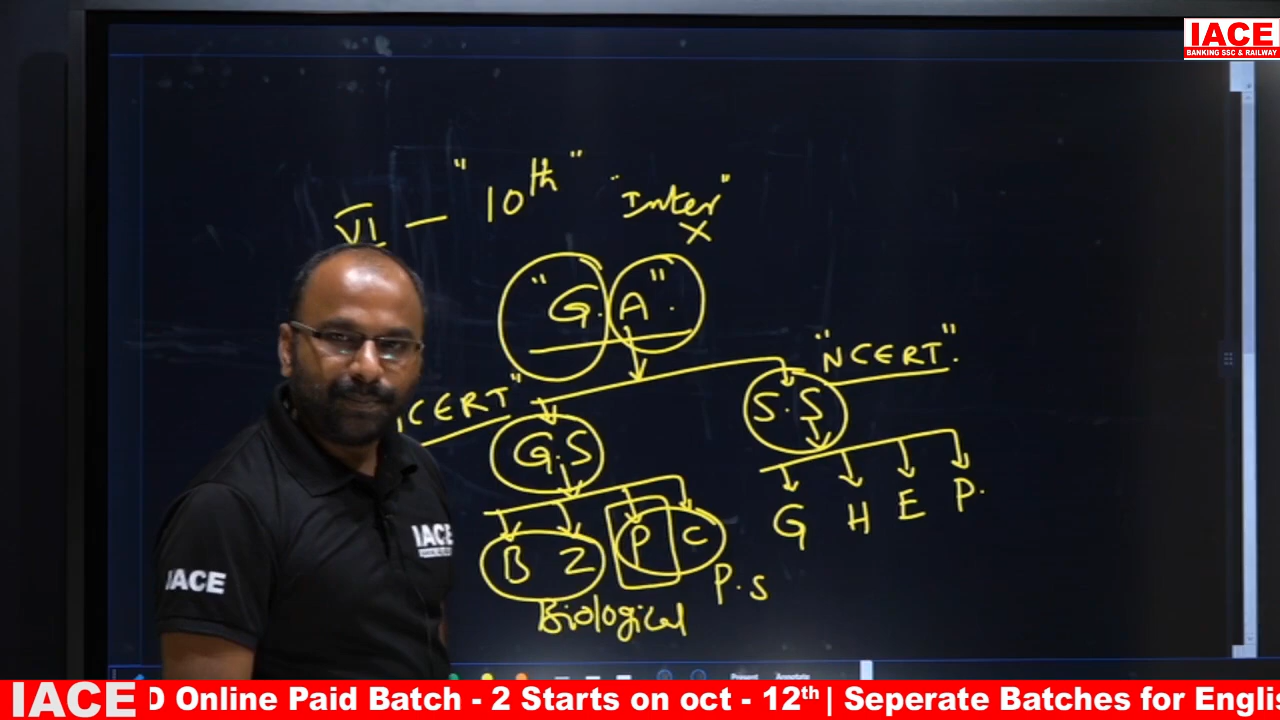 IACE
BANKING SSC & RAILWAY
VI — "10th" "Inter"
X
"G.A".
"NCERT".
CERT"
G.S
S.S
G H E P.
B Z P C
P.S
Biological
IACE
IACE
IACE D Online Paid Batch - 2 Starts on oct - 12th | Seperate Batches for Englis